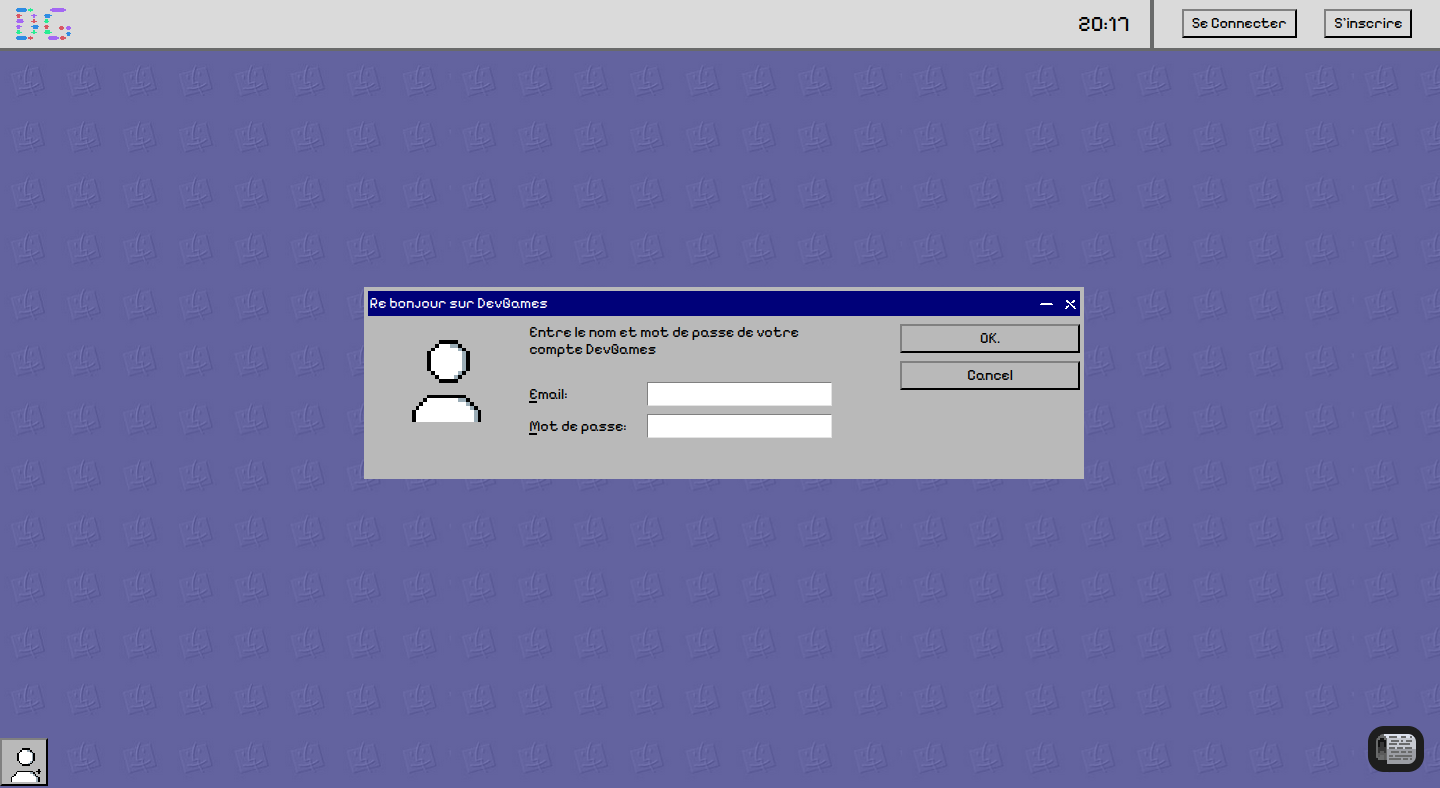 DG
20:17
Se Connecter
S'inscrire
Re bonjour sur DevGames
Entre le nom et mot de passe de votre
compte DevGames
Email:
Mot de passe:
OK.
Cancel